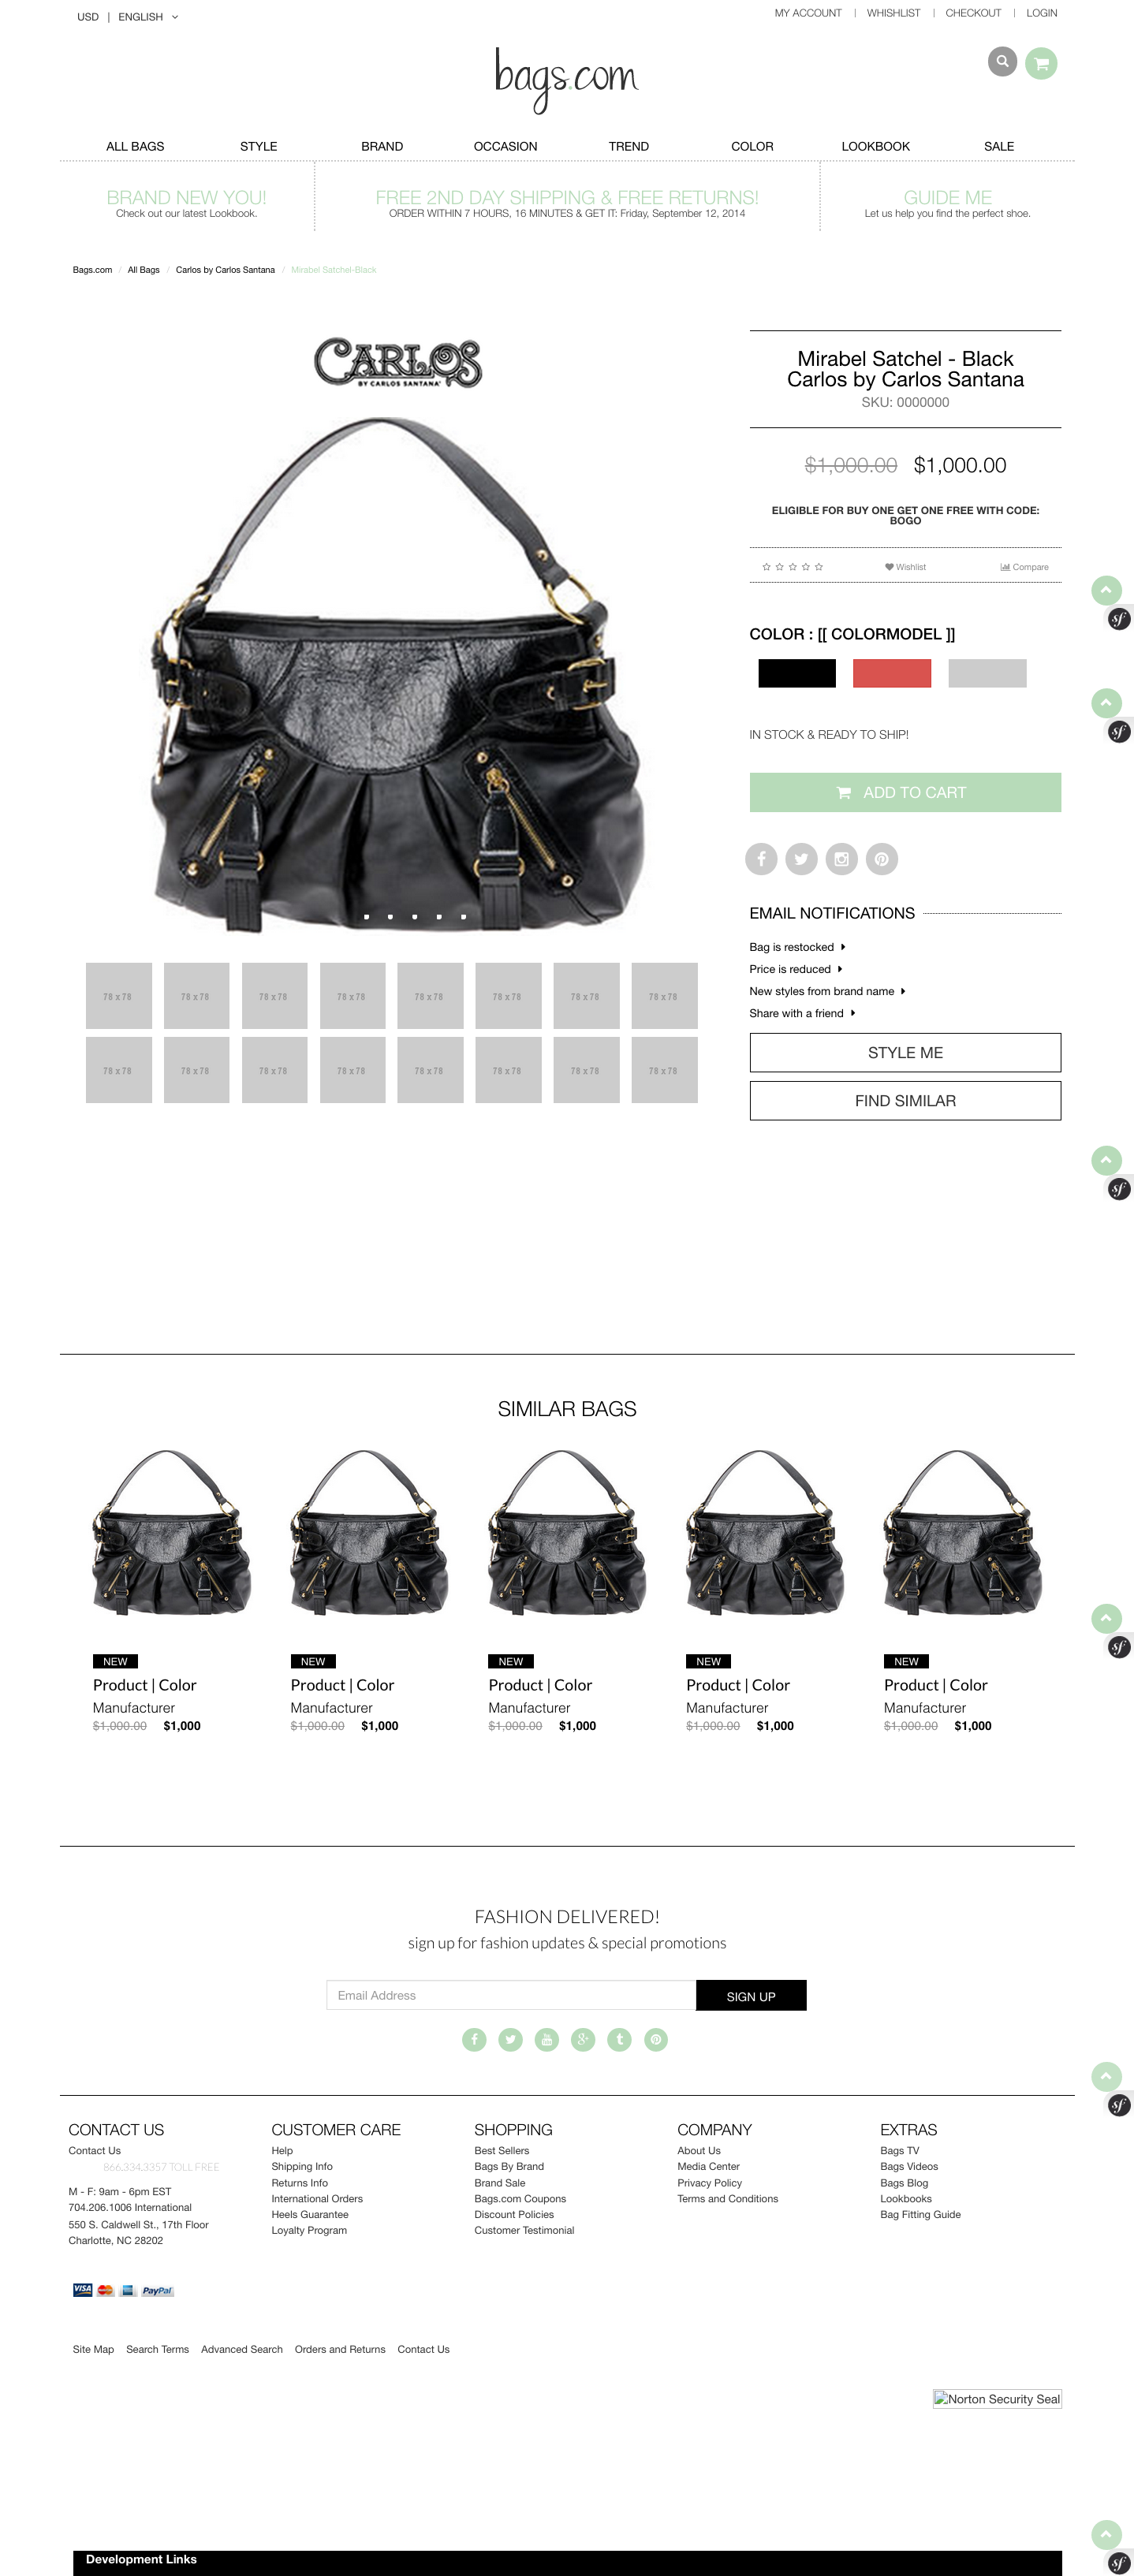 USD | ENGLISH
MY ACCOUNT | WHISHLIST | CHECKOUT | LOGIN
bags.com
ALL BAGS STYLE BRAND OCCASION TREND COLOR LOOKBOOK SALE
BRAND NEW YOU!
Check out our latest Lookbook.
FREE 2ND DAY SHIPPING & FREE RETURNS!
ORDER WITHIN 7 HOURS, 16 MINUTES & GET IT: Friday, September 12, 2014
GUIDE ME
Let us help you find the perfect shoe.
Bags.com / All Bags / Carlos by Carlos Santana / Mirabel Satchel-Black
CARLOS
BY CARLOS SANTANA
78 x 78 78 x 78 78 x 78 78 x 78 78 x 78 78 x 78 78 x 78 78 x 78
78 x 78 78 x 78 78 x 78 78 x 78 78 x 78 78 x 78 78 x 78 78 x 78
Mirabel Satchel - Black
Carlos by Carlos Santana
SKU: 0000000
$1,000.00 $1,000.00
ELIGIBLE FOR BUY ONE GET ONE FREE WITH CODE:
BOGO
Wishlist Compare
COLOR : [[ COLORMODEL ]]
IN STOCK & READY TO SHIP!
ADD TO CART
EMAIL NOTIFICATIONS
Bag is restocked
Price is reduced
New styles from brand name
Share with a friend
STYLE ME
FIND SIMILAR
sf
sf
sf
SIMILAR BAGS
NEW NEW NEW NEW NEW
Product | Color Product | Color Product | Color Product | Color Product | Color
Manufacturer Manufacturer Manufacturer Manufacturer Manufacturer
$1,000.00 $1,000 $1,000.00 $1,000 $1,000.00 $1,000 $1,000.00 $1,000 $1,000.00 $1,000
sf
FASHION DELIVERED!
sign up for fashion updates & special promotions
Email Address SIGN UP
sf
CONTACT US
Contact Us
866.334.3357 TOLL FREE
M - F: 9am - 6pm EST
704.206.1006 International
550 S. Caldwell St., 17th Floor
Charlotte, NC 28202
CUSTOMER CARE
Help
Shipping Info
Returns Info
International Orders
Heels Guarantee
Loyalty Program
SHOPPING
Best Sellers
Bags By Brand
Brand Sale
Bags.com Coupons
Discount Policies
Customer Testimonial
COMPANY
About Us
Media Center
Privacy Policy
Terms and Conditions
EXTRAS
Bags TV
Bags Videos
Bags Blog
Lookbooks
Bag Fitting Guide
VISA MasterCard PayPal
Site Map Search Terms Advanced Search Orders and Returns Contact Us
Norton Security Seal
Development Links
sf